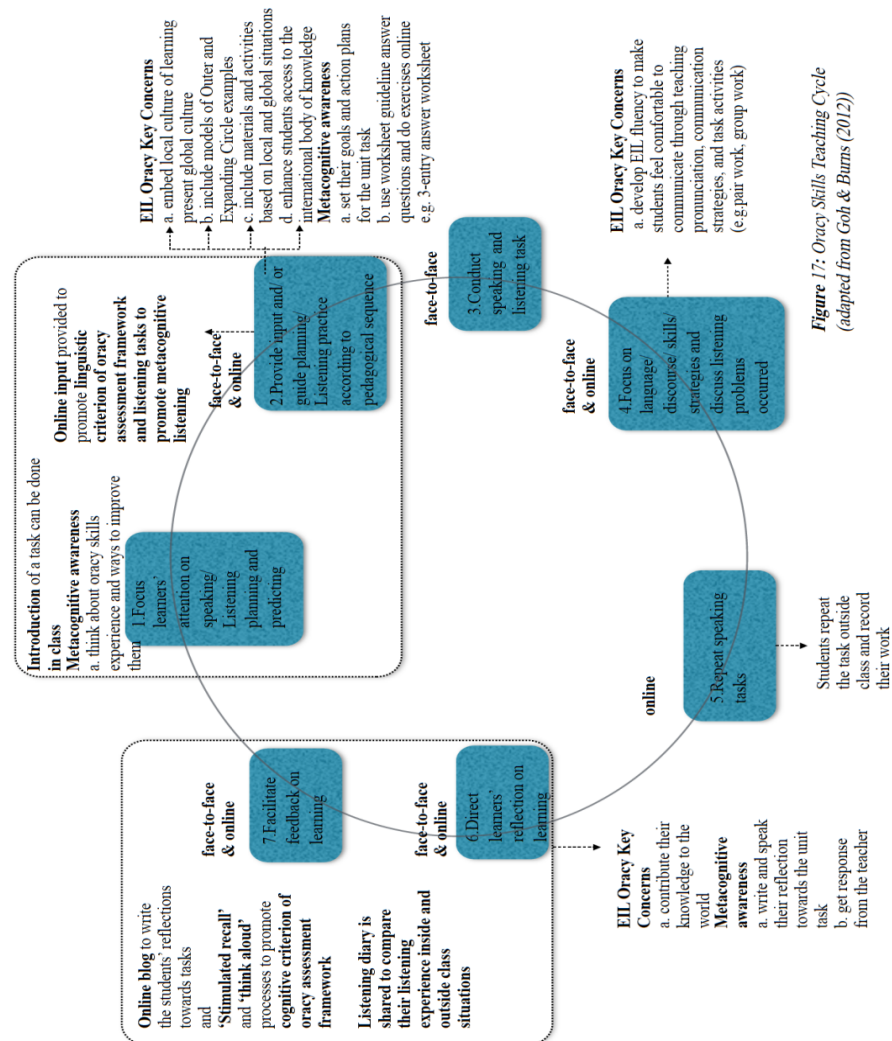 Introduction of a task can be done
in class
Metacognitive awareness
a. think about oracy skills
experience and ways to improve
them
1.Focus
learners'
attention on
speaking/
Listening
planning and
predicting
Online input provided to
promote linguistic
criterion of oracy
assessment framework
and listening tasks to
promote metacognitive
listening
face-to-face
& online
2.Provide input and/ or
guide planning
Listening practice
according to
pedagogical sequence
EIL Oracy Key Concerns
a. embed local culture of learning
present global culture
b. include models of Outer and
Expanding Circle examples
c. include materials and activities
based on local and global situations
d. enhance students access to the
international body of knowledge
Metacognitive awareness
a. set their goals and action plans
for the unit task
b. use worksheet guideline answer
questions and do exercises online
e.g. 3-entry answer worksheet
face-to-face
3.Conduct
speaking and
listening task
face-to-face
& online
4.Focus on
language/
discourse/ skills/
strategies and
discuss listening
problems
occurred
EIL Oracy Key Concerns
a. develop EIL fluency to make
students feel comfortable to
communicate through teaching
pronunciation, communication
strategies, and task activities
(e.g.pair work, group work)
online
5.Repeat speaking
tasks
Students repeat
the task outside
class and record
their work
face-to-face
& online
6.Direct
learners'
reflection on
learning
EIL Oracy Key
Concerns
a. contribute their
knowledge to the
world
Metacognitive
awareness
a. write and speak
their reflection
towards the unit
task
b. get response
from the teacher
face-to-face
& online
7.Facilitate
feedback on
learning
Online blog to write
the students' reflections
towards tasks
and
'Stimulated recall'
and 'think aloud'
processes to promote
cognitive criterion of
oracy assessment
framework
Listening diary is
shared to compare
their listening
experience inside and
outside class
situations
Figure 17: Oracy Skills Teaching Cycle
(adapted from Goh & Burns (2012))